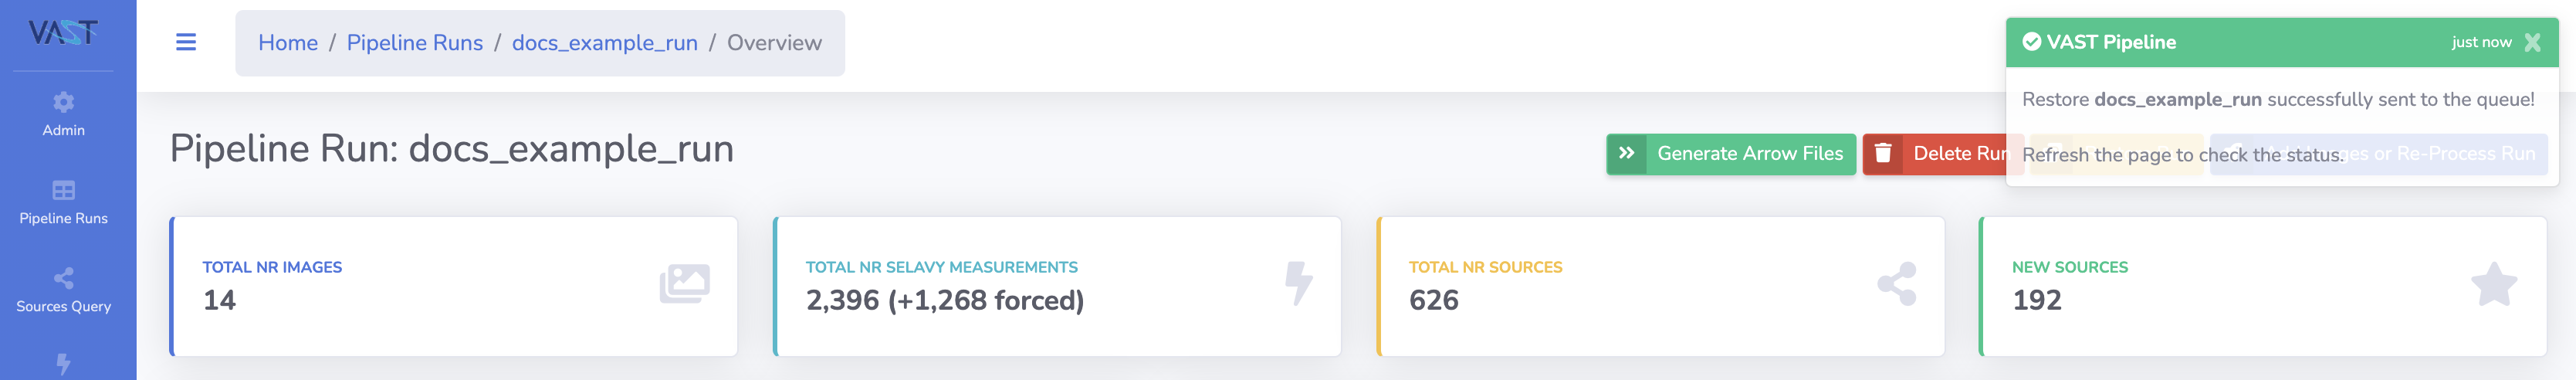 VAST
Home / Pipeline Runs / docs_example_run / Overview
VAST Pipeline
just now
Restore docs_example_run successfully sent to the queue!
Refresh the page to check the status.
Admin
Pipeline Runs
Sources Query
Pipeline Run: docs_example_run
Generate Arrow Files
Delete Run
or Re-Process Run
TOTAL NR IMAGES
14
TOTAL NR SELAVY MEASUREMENTS
2,396 (+1,268 forced)
TOTAL NR SOURCES
626
NEW SOURCES
192